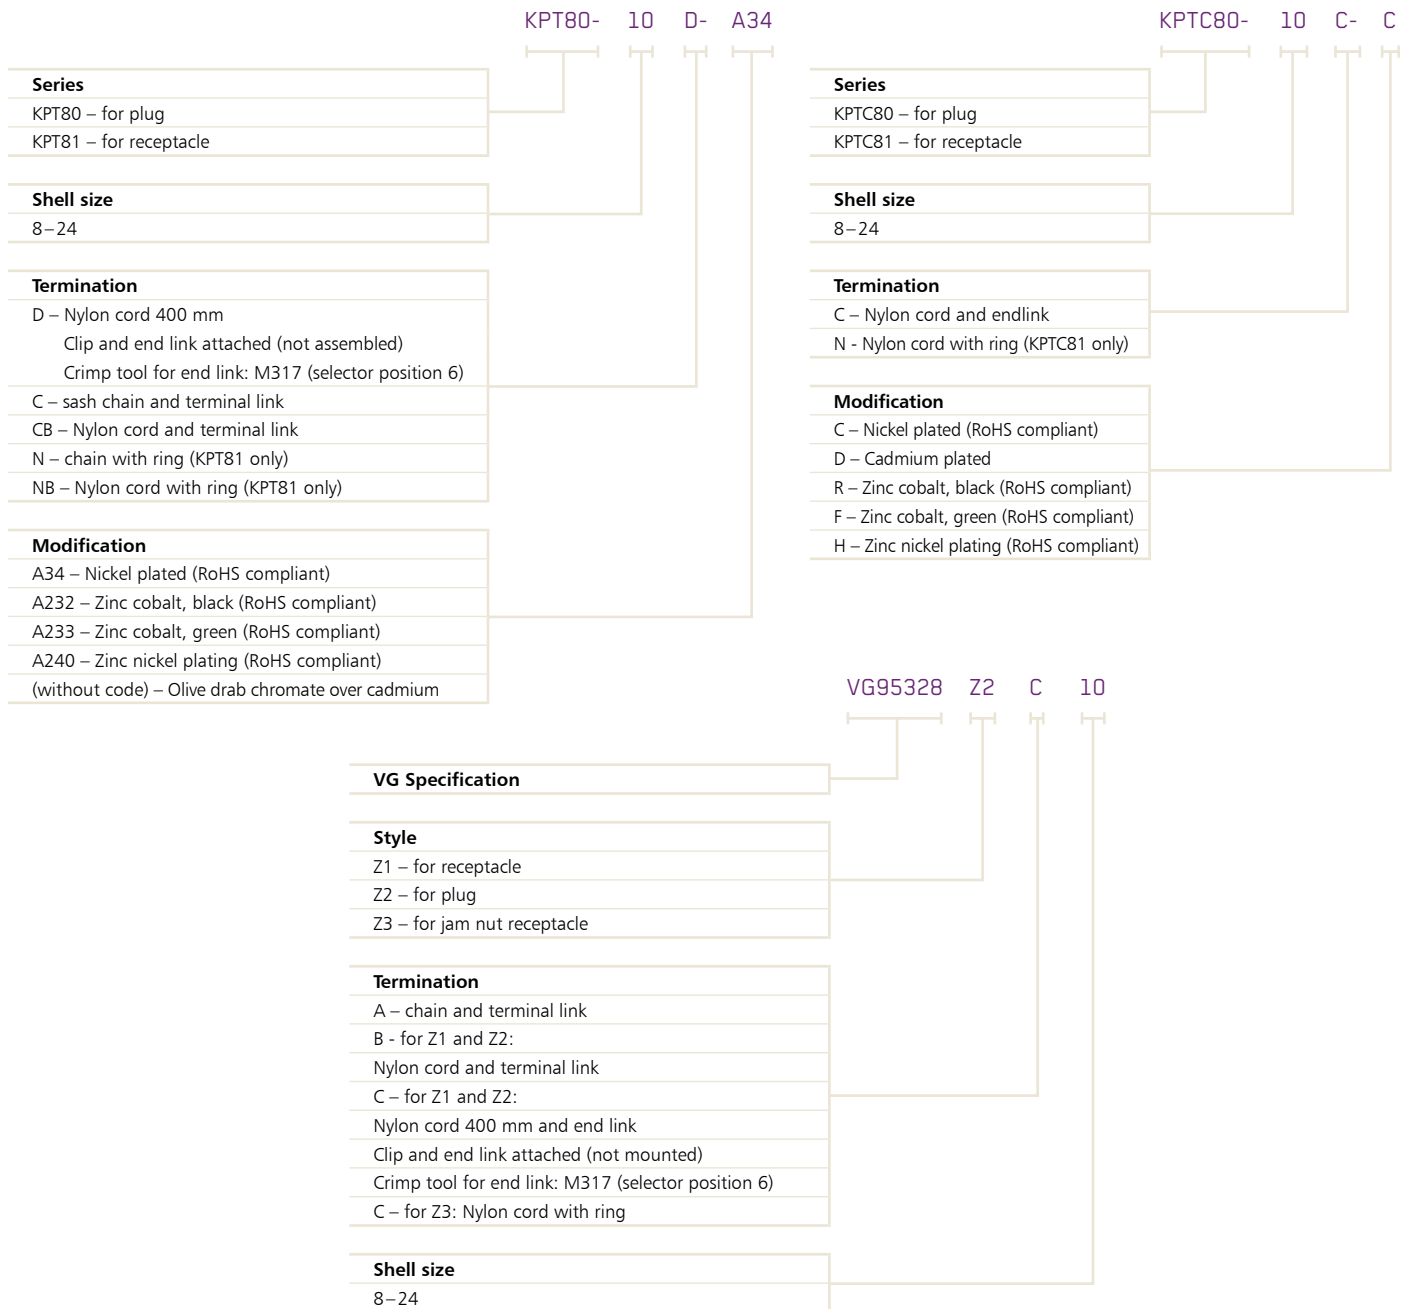 KPT80- 10 D- A34
Series
KPT80 – for plug
KPT81 – for receptacle
Shell size
8–24
Termination
D – Nylon cord 400 mm
Clip and end link attached (not assembled)
Crimp tool for end link: M317 (selector position 6)
C – sash chain and terminal link
CB – Nylon cord and terminal link
N – chain with ring (KPT81 only)
NB – Nylon cord with ring (KPT81 only)
Modification
A34 – Nickel plated (RoHS compliant)
A232 – Zinc cobalt, black (RoHS compliant)
A233 – Zinc cobalt, green (RoHS compliant)
A240 – Zinc nickel plating (RoHS compliant)
(without code) – Olive drab chromate over cadmium
KPTC80- 10 C- C
Series
KPTC80 – for plug
KPTC81 – for receptacle
Shell size
8–24
Termination
C – Nylon cord and endlink
N - Nylon cord with ring (KPTC81 only)
Modification
C – Nickel plated (RoHS compliant)
D – Cadmium plated
R – Zinc cobalt, black (RoHS compliant)
F – Zinc cobalt, green (RoHS compliant)
H – Zinc nickel plating (RoHS compliant)
VG95328 Z2 C 10
VG Specification
Style
Z1 – for receptacle
Z2 – for plug
Z3 – for jam nut receptacle
Termination
A – chain and terminal link
B - for Z1 and Z2:
Nylon cord and terminal link
C – for Z1 and Z2:
Nylon cord 400 mm and end link
Clip and end link attached (not mounted)
Crimp tool for end link: M317 (selector position 6)
C – for Z3: Nylon cord with ring
Shell size
8–24